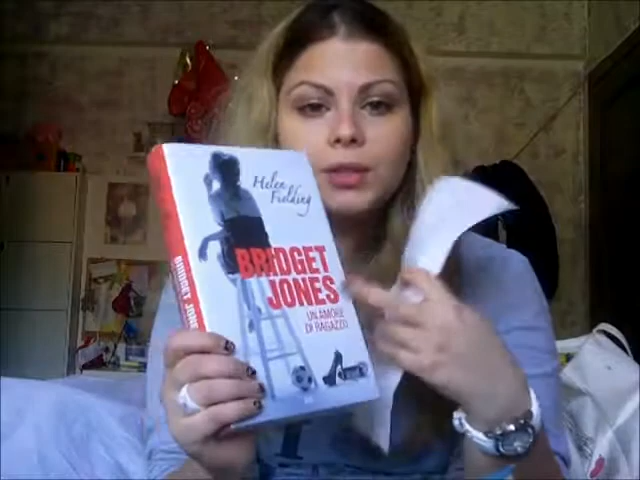 Helen
Fielding
BRIDGET
JONES
UN AMORE
DI RAGAZZO
BRIDGET JONES